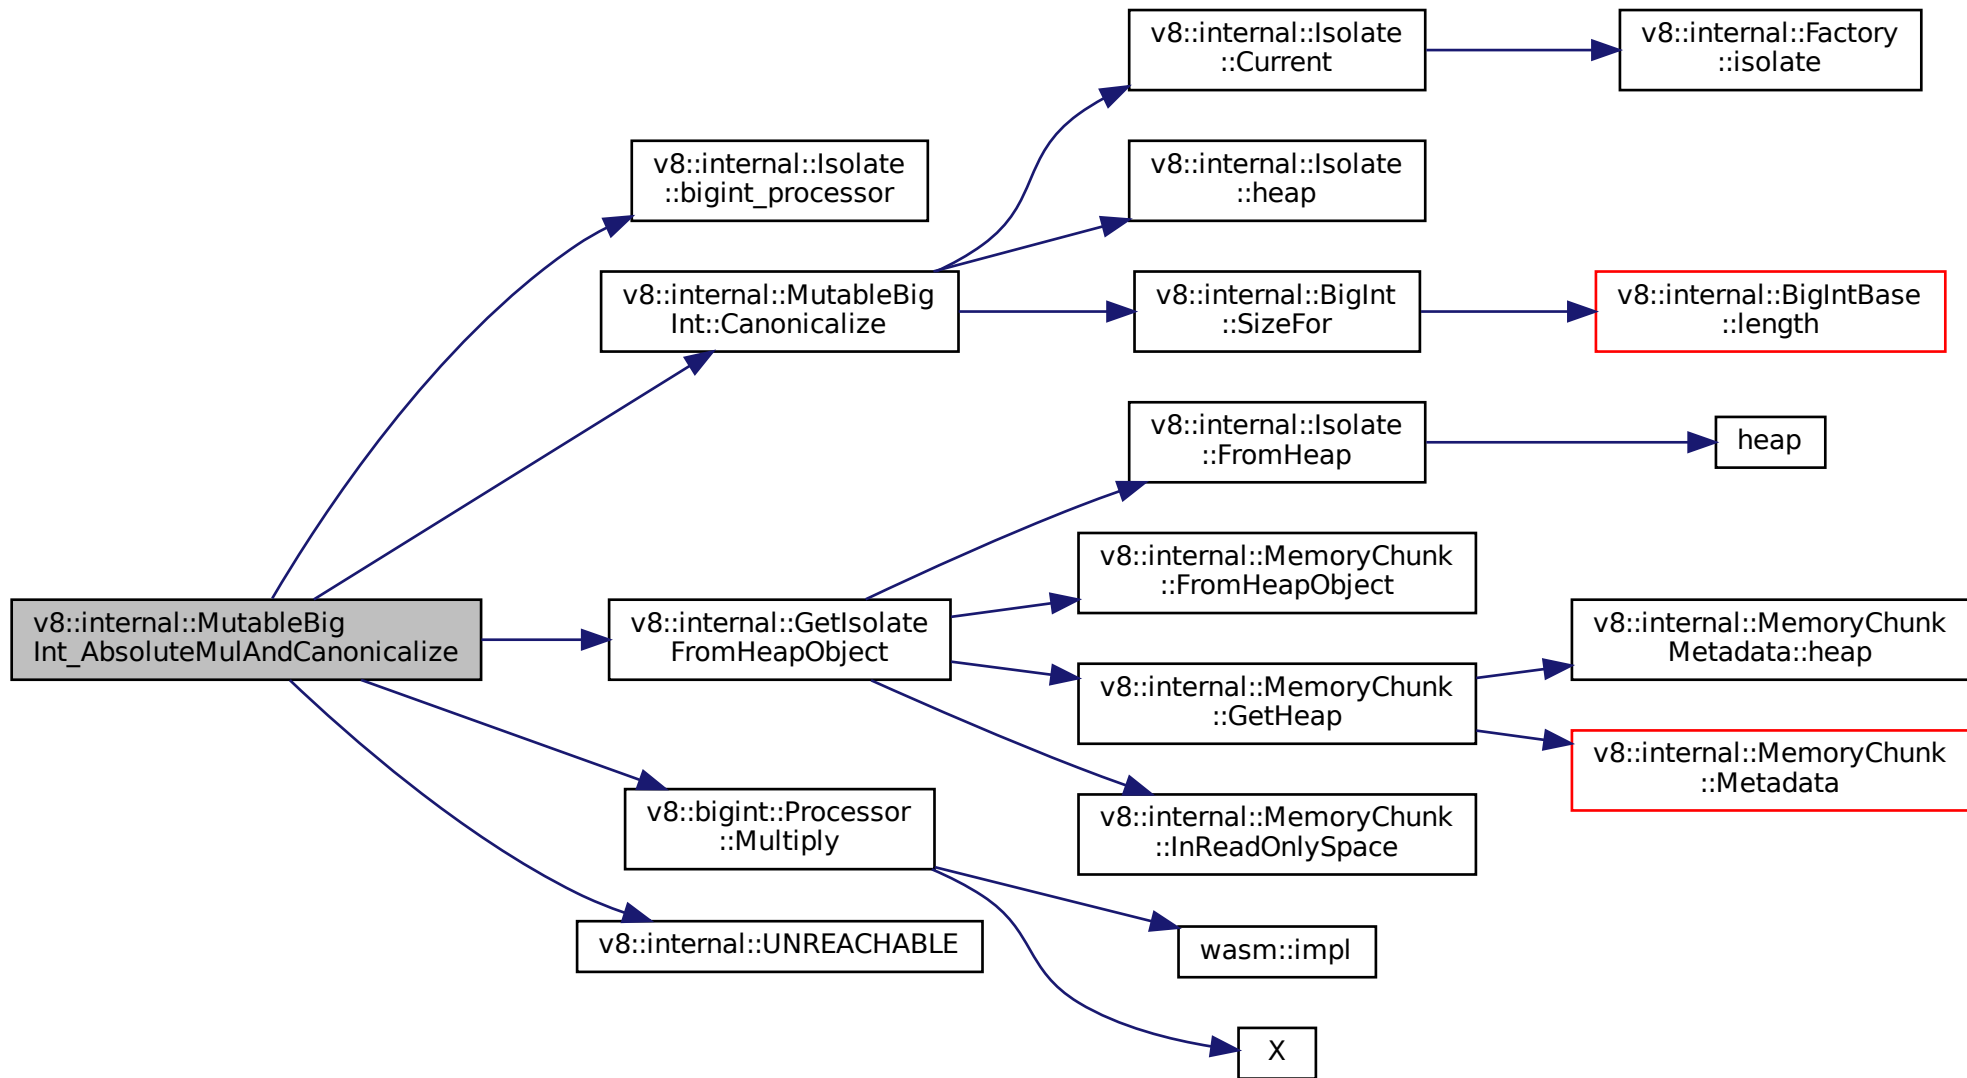 v8::internal::Isolate
::Current
v8::internal::Factory
::isolate
v8::internal::Isolate
::bigint_processor
v8::internal::Isolate
::heap
v8::internal::MutableBig
Int::Canonicalize
v8::internal::BigInt
::SizeFor
v8::internal::BigIntBase
::length
v8::internal::Isolate
::FromHeap
heap
v8::internal::MemoryChunk
::FromHeapObject
v8::internal::MutableBig
Int_AbsoluteMulAndCanonicalize
v8::internal::GetIsolate
FromHeapObject
v8::internal::MemoryChunk
Metadata::heap
v8::internal::MemoryChunk
::GetHeap
v8::internal::MemoryChunk
::Metadata
v8::bigint::Processor
::Multiply
v8::internal::MemoryChunk
::InReadOnlySpace
v8::internal::UNREACHABLE
wasm::impl
X